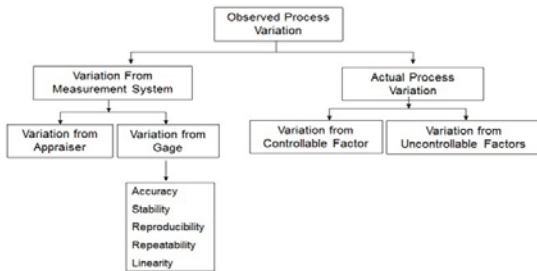 Observed Process
Variation
Variation From
Measurement System
Actual Process
Variation
Variation from
Appraiser
Variation from
Gage
Variation from
Controllable Factor
Variation from
Uncontrollable Factors
Accuracy
Stability
Reproducibility
Repeatability
Linearity